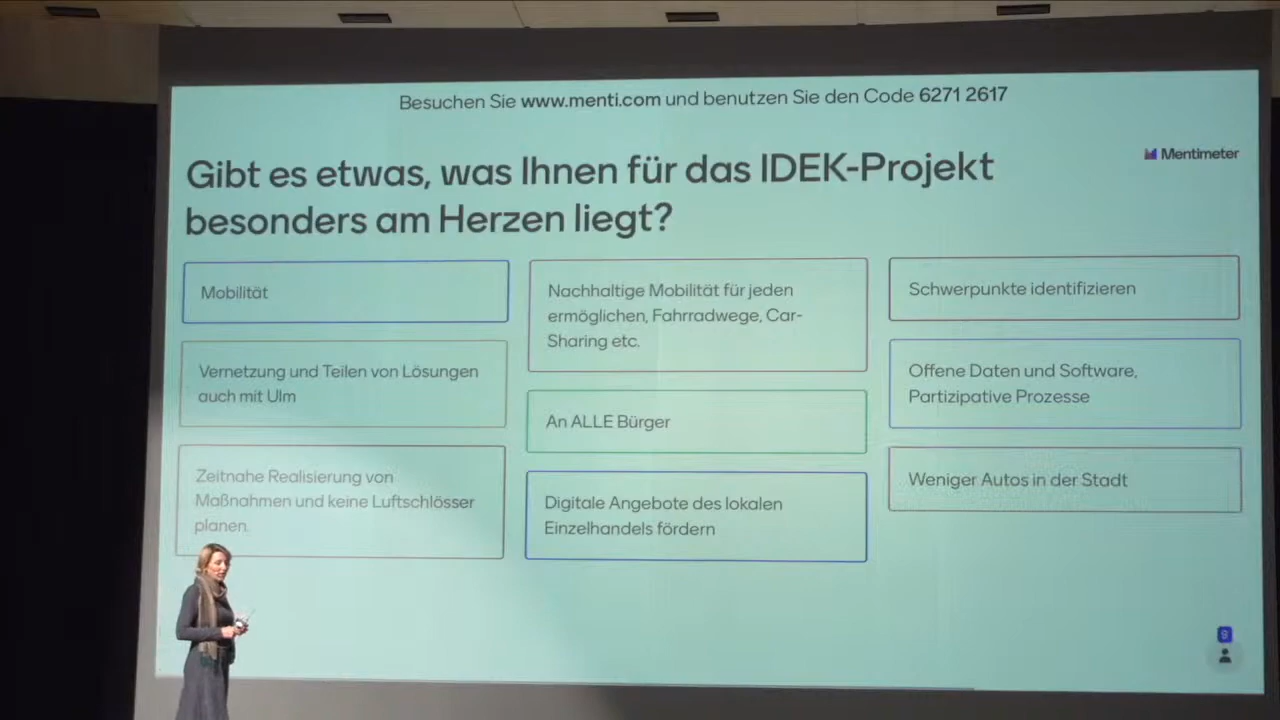 Besuchen Sie www.menti.com und benutzen Sie den Code 6271 2617
Mentimeter
Gibt es etwas, was Ihnen für das IDEK-Projekt
besonders am Herzen liegt?
Mobilität
Vernetzung und Teilen von Lösungen
auch mit Ulm
Zeitnahe Realisierung von
Maßnahmen und keine Luftschlösser
planen.
Nachhaltige Mobilität für jeden
ermöglichen, Fahrradwege, Car-
Sharing etc.
An ALLE Bürger
Digitale Angebote des lokalen
Einzelhandels fördern
Schwerpunkte identifizieren
Offene Daten und Software,
Partizipative Prozesse
Weniger Autos in der Stadt